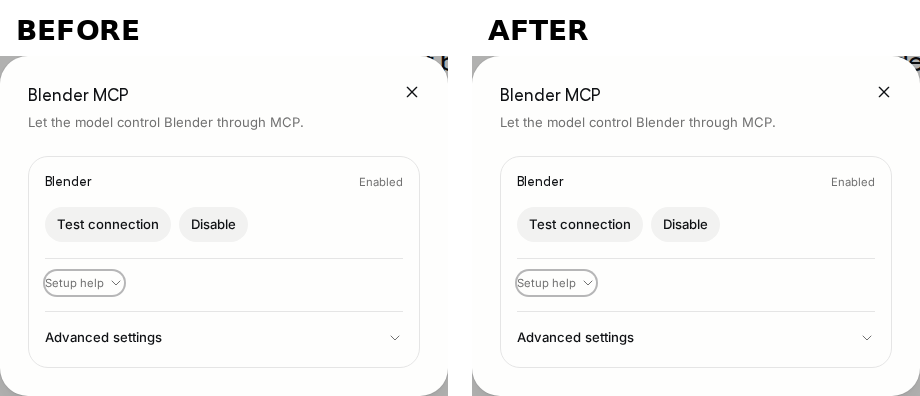 BEFORE
Blender MCP
Let the model control Blender through MCP.
Blender
Enabled
Test connection
Disable
Setup help
Advanced settings
AFTER
Blender MCP
Let the model control Blender through MCP.
Blender
Enabled
Test connection
Disable
Setup help
Advanced settings